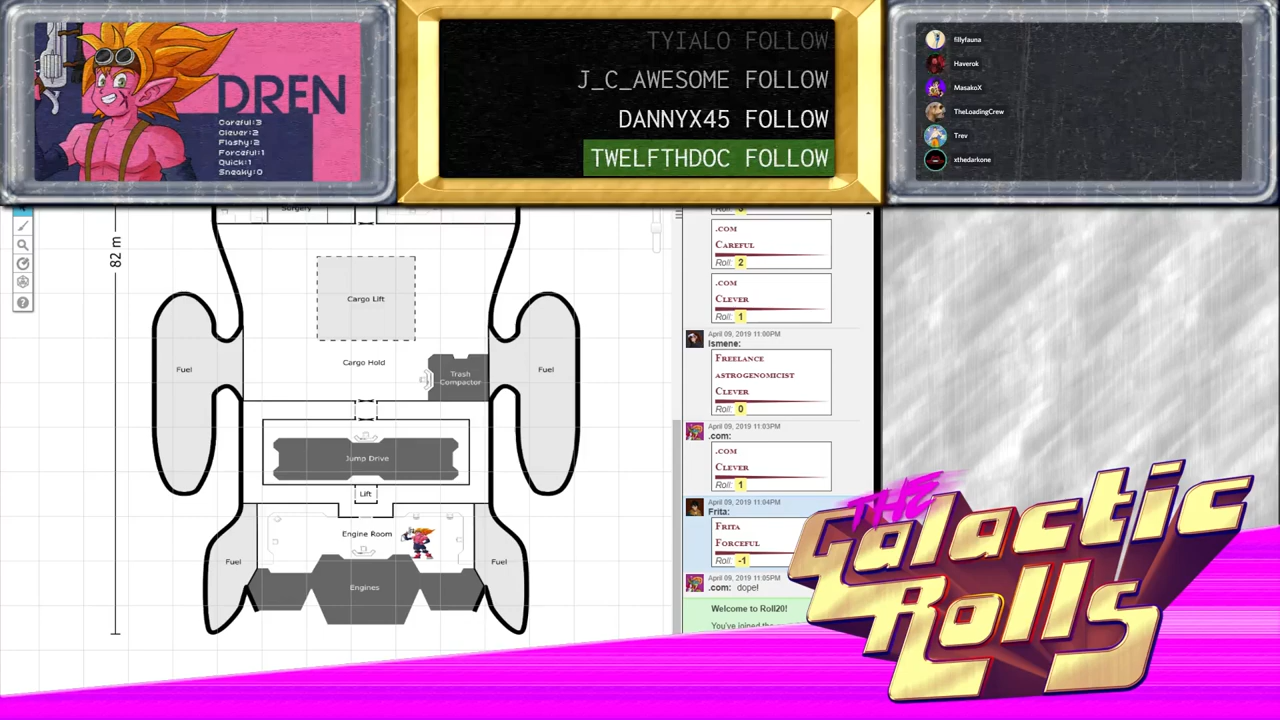 DREN
Careful:3
Clever:2
Flashy:2
Forceful:1
Quick:1
Sneaky:0
TYIALO FOLLOW
J_C_AWESOME FOLLOW
DANNYX45 FOLLOW
TWELFTHDOC FOLLOW
fillyfauna
Haverok
MasakoX
TheLoadingCrew
Trev
xthedarkone
82 m
Surgery
Cargo Lift
Cargo Hold
Trash
Compactor
Fuel
Fuel
Jump Drive
Lift
Engine Room
Fuel
Fuel
Engines
.COM
CAREFUL
Roll: 2
.COM
CLEVER
Roll: 1
April 09, 2019 11:00PM
Ismene:
FREELANCE
ASTROGENOMICIST
CLEVER
Roll: 0
April 09, 2019 11:03PM
.com:
.COM
CLEVER
Roll: 1
April 09, 2019 11:04PM
Frita:
FRITA
FORCEFUL
Roll: -1
April 09, 2019 11:05PM
.com: dope!
Welcome to Roll20!
You've joined the
THE
Galactic
Rolls